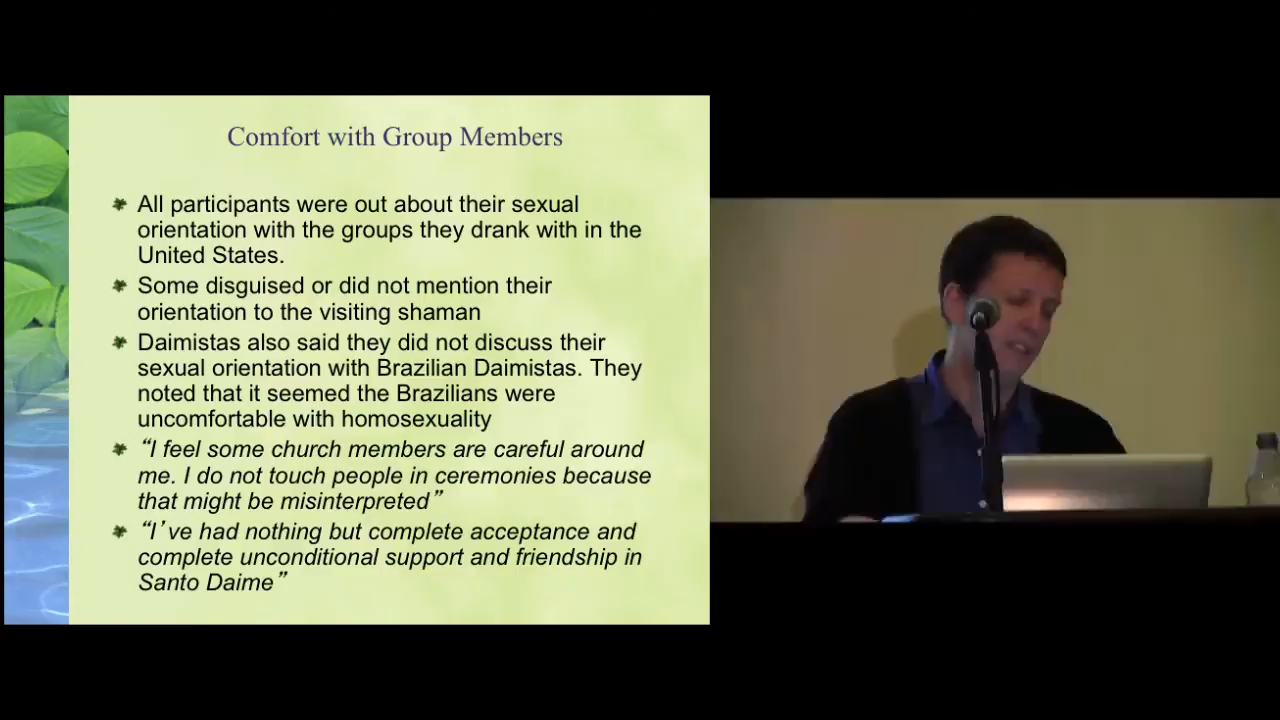 Comfort with Group Members
All participants were out about their sexual
orientation with the groups they drank with in the
United States.
Some disguised or did not mention their
orientation to the visiting shaman
Daimistas also said they did not discuss their
sexual orientation with Brazilian Daimistas. They
noted that it seemed the Brazilians were
uncomfortable with homosexuality
“I feel some church members are careful around
me. I do not touch people in ceremonies because
that might be misinterpreted”
“I’ve had nothing but complete acceptance and
complete unconditional support and friendship in
Santo Daime”